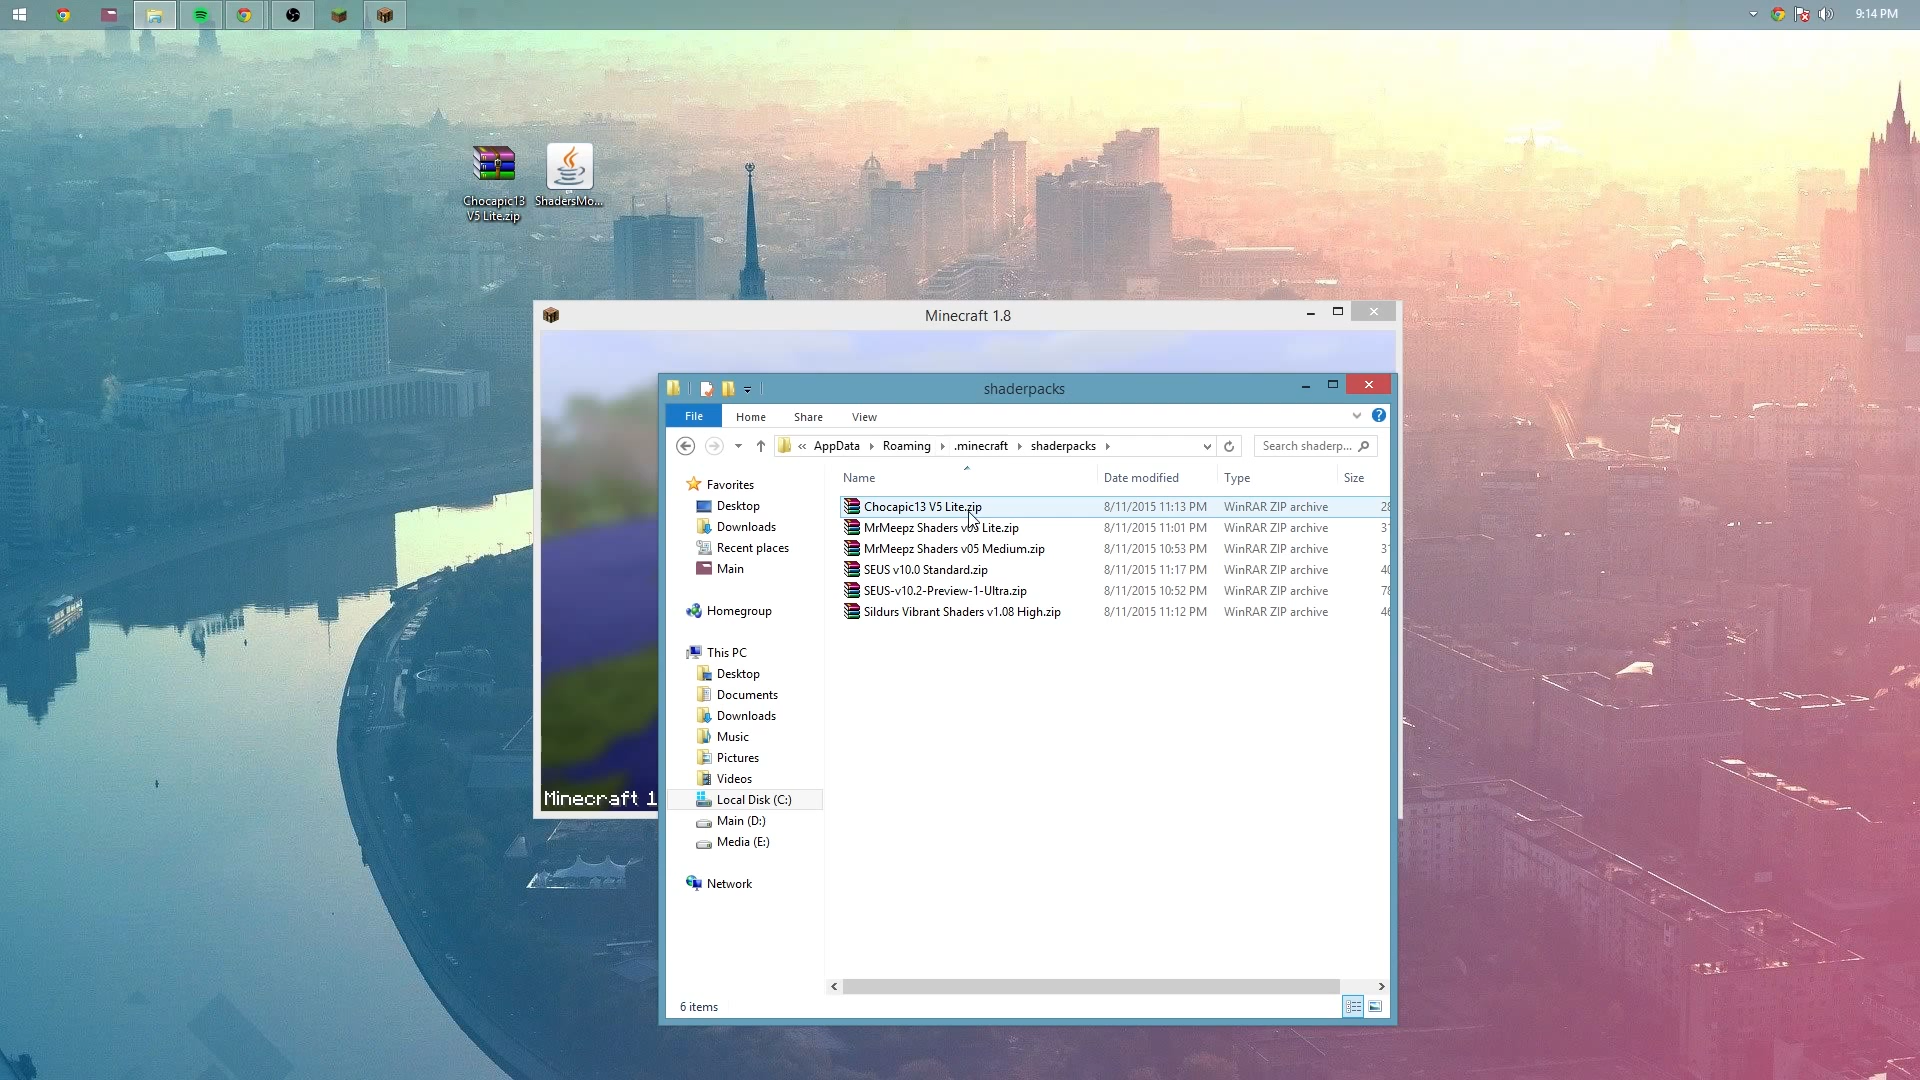 9:14 PM
Chocapic13
V5 Lite.zip
ShadersMo...
Minecraft 1.8
shaderpacks
File
Home
Share
View
« AppData Roaming .minecraft shaderpacks
Search shaderp...
Name
Date modified
Type
Size
Favorites
Desktop
Downloads
Recent places
Main
Homegroup
This PC
Desktop
Documents
Downloads
Music
Pictures
Videos
Local Disk (C:)
Main (D:)
Media (E:)
Network
Chocapic13 V5 Lite.zip 8/11/2015 11:13 PM WinRAR ZIP archive
MrMeepz Shaders v05 Lite.zip 8/11/2015 11:01 PM WinRAR ZIP archive
MrMeepz Shaders v05 Medium.zip 8/11/2015 10:53 PM WinRAR ZIP archive
SEUS v10.0 Standard.zip 8/11/2015 11:17 PM WinRAR ZIP archive
SEUS-v10.2-Preview-1-Ultra.zip 8/11/2015 10:52 PM WinRAR ZIP archive
Sildurs Vibrant Shaders v1.08 High.zip 8/11/2015 11:12 PM WinRAR ZIP archive
Minecraft 1
6 items